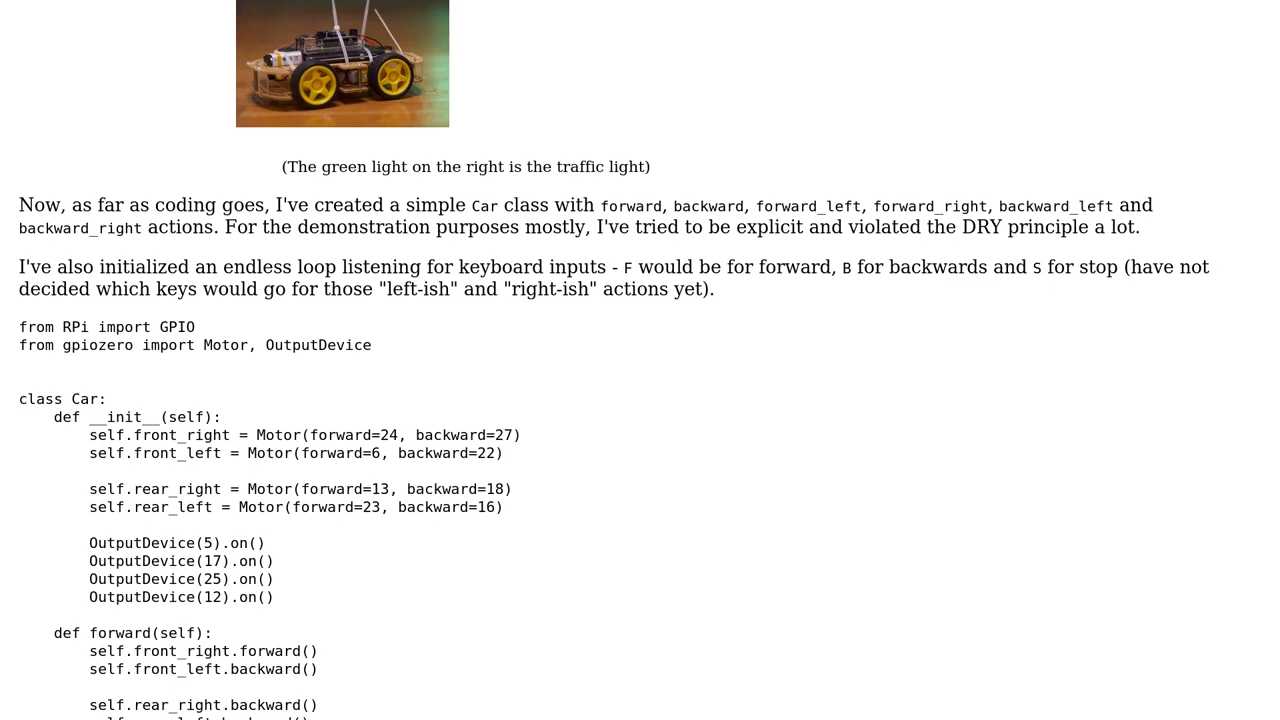 (The green light on the right is the traffic light)
Now, as far as coding goes, I've created a simple Car class with forward, backward, forward_left, forward_right, backward_left and
backward_right actions. For the demonstration purposes mostly, I've tried to be explicit and violated the DRY principle a lot.
I've also initialized an endless loop listening for keyboard inputs - F would be for forward, B for backwards and S for stop (have not
decided which keys would go for those "left-ish" and "right-ish" actions yet).
from RPi import GPIO
from gpiozero import Motor, OutputDevice
class Car:
    def __init__(self):
        self.front_right = Motor(forward=24, backward=27)
        self.front_left = Motor(forward=6, backward=22)
        self.rear_right = Motor(forward=13, backward=18)
        self.rear_left = Motor(forward=23, backward=16)
        OutputDevice(5).on()
        OutputDevice(17).on()
        OutputDevice(25).on()
        OutputDevice(12).on()
    def forward(self):
        self.front_right.forward()
        self.front_left.backward()
        self.rear_right.backward()